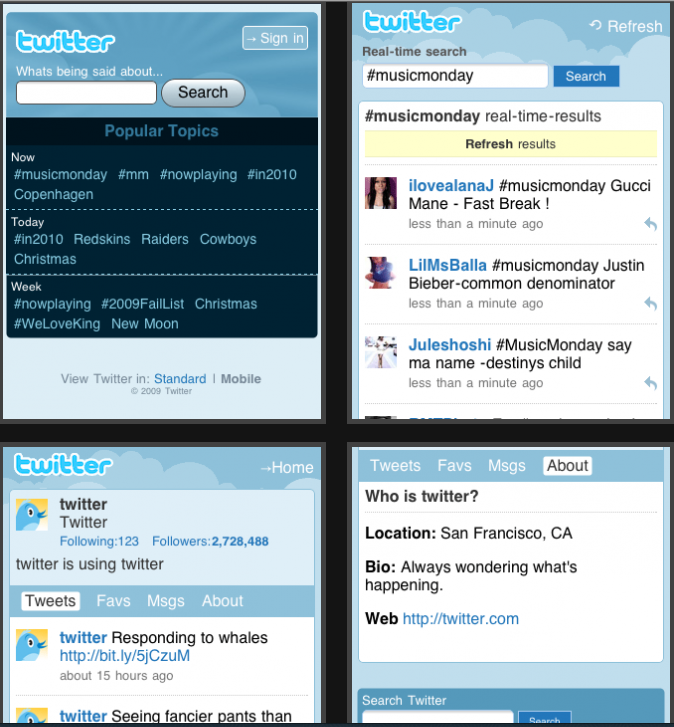 twitter
→ Sign in
Whats being said about...
Search
Popular Topics
Now
#musicmonday #mm #nowplaying #in2010
Copenhagen
Today
#in2010 Redskins Raiders Cowboys
Christmas
Week
#nowplaying #2009FailList Christmas
#WeLoveKing New Moon
View Twitter in: Standard | Mobile
© 2009 Twitter
twitter
Refresh
Real-time search
#musicmonday Search
#musicmonday real-time-results
Refresh results
ilovealanaJ #musicmonday Gucci
Mane - Fast Break !
less than a minute ago
LilMsBalla #musicmonday Justin
Bieber-common denominator
less than a minute ago
Juleshoshi #MusicMonday say
ma name -destinys child
less than a minute ago
twitter
→Home
twitter
Twitter
Following:123 Followers:2,728,488
twitter is using twitter
Tweets Favs Msgs About
twitter Responding to whales
http://bit.ly/5jCzuM
about 15 hours ago
twitter Seeing fancier pants than
Tweets Favs Msgs About
Who is twitter?
Location: San Francisco, CA
Bio: Always wondering what's
happening.
Web http://twitter.com
Search Twitter
Search